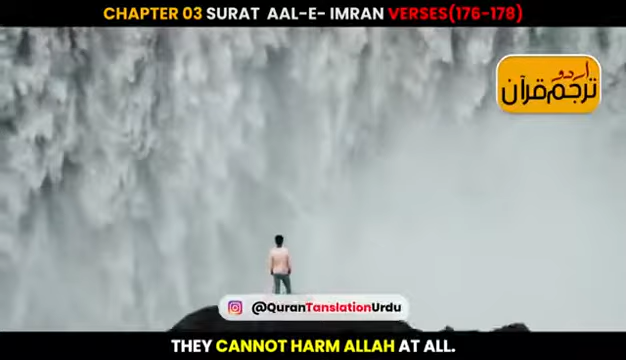 CHAPTER 03 SURAT AAL-E- IMRAN VERSES(176-178)
اردو
ترجمہ قرآن
@QuranTanslationUrdu
THEY CANNOT HARM ALLAH AT ALL.